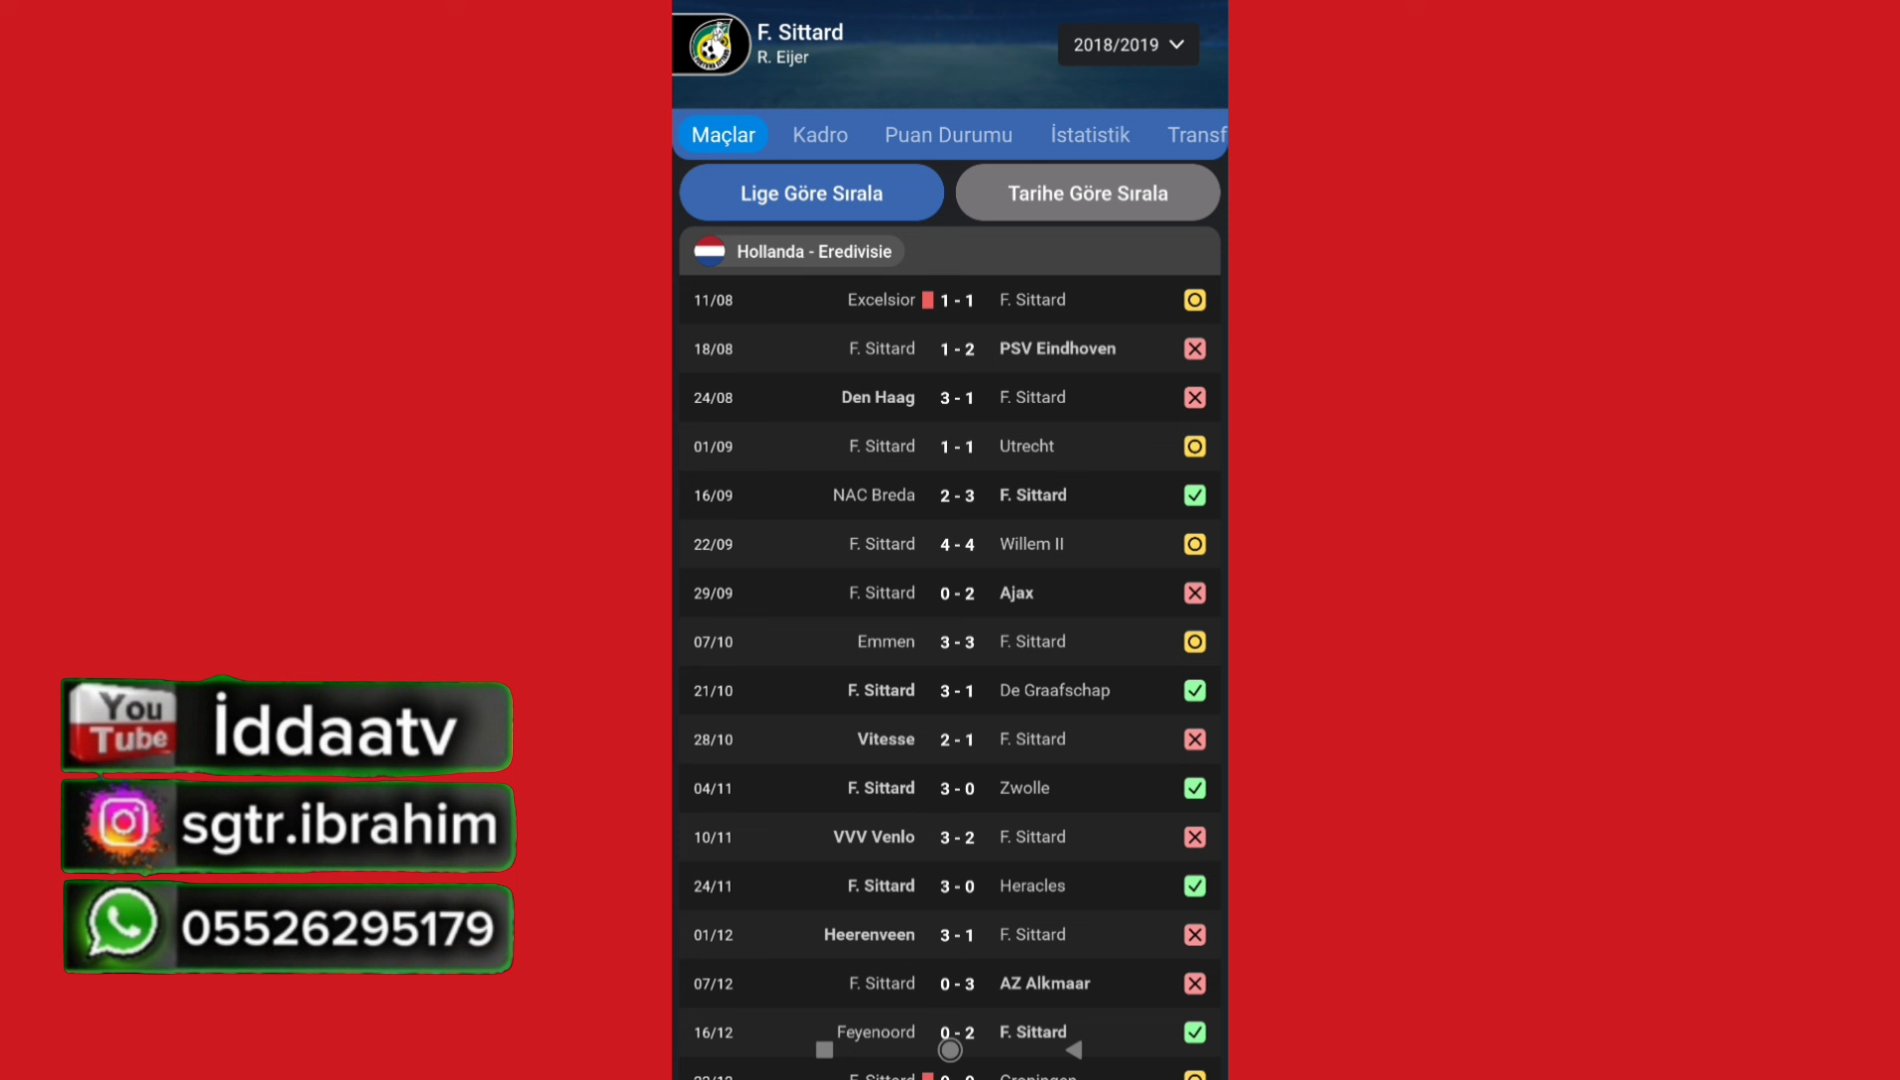 F. Sittard
R. Eijer
2018/2019
Maçlar Kadro Puan Durumu İstatistik Transf
Lige Göre Sırala Tarihe Göre Sırala
Hollanda - Eredivisie
11/08 Excelsior 1 - 1 F. Sittard
18/08 F. Sittard 1 - 2 PSV Eindhoven
24/08 Den Haag 3 - 1 F. Sittard
01/09 F. Sittard 1 - 1 Utrecht
16/09 NAC Breda 2 - 3 F. Sittard
22/09 F. Sittard 4 - 4 Willem II
29/09 F. Sittard 0 - 2 Ajax
07/10 Emmen 3 - 3 F. Sittard
21/10 F. Sittard 3 - 1 De Graafschap
28/10 Vitesse 2 - 1 F. Sittard
04/11 F. Sittard 3 - 0 Zwolle
10/11 VVV Venlo 3 - 2 F. Sittard
24/11 F. Sittard 3 - 0 Heracles
01/12 Heerenveen 3 - 1 F. Sittard
07/12 F. Sittard 0 - 3 AZ Alkmaar
16/12 Feyenoord 0 - 2 F. Sittard
You Tube İddaatv
sgtr.ibrahim
05526295179